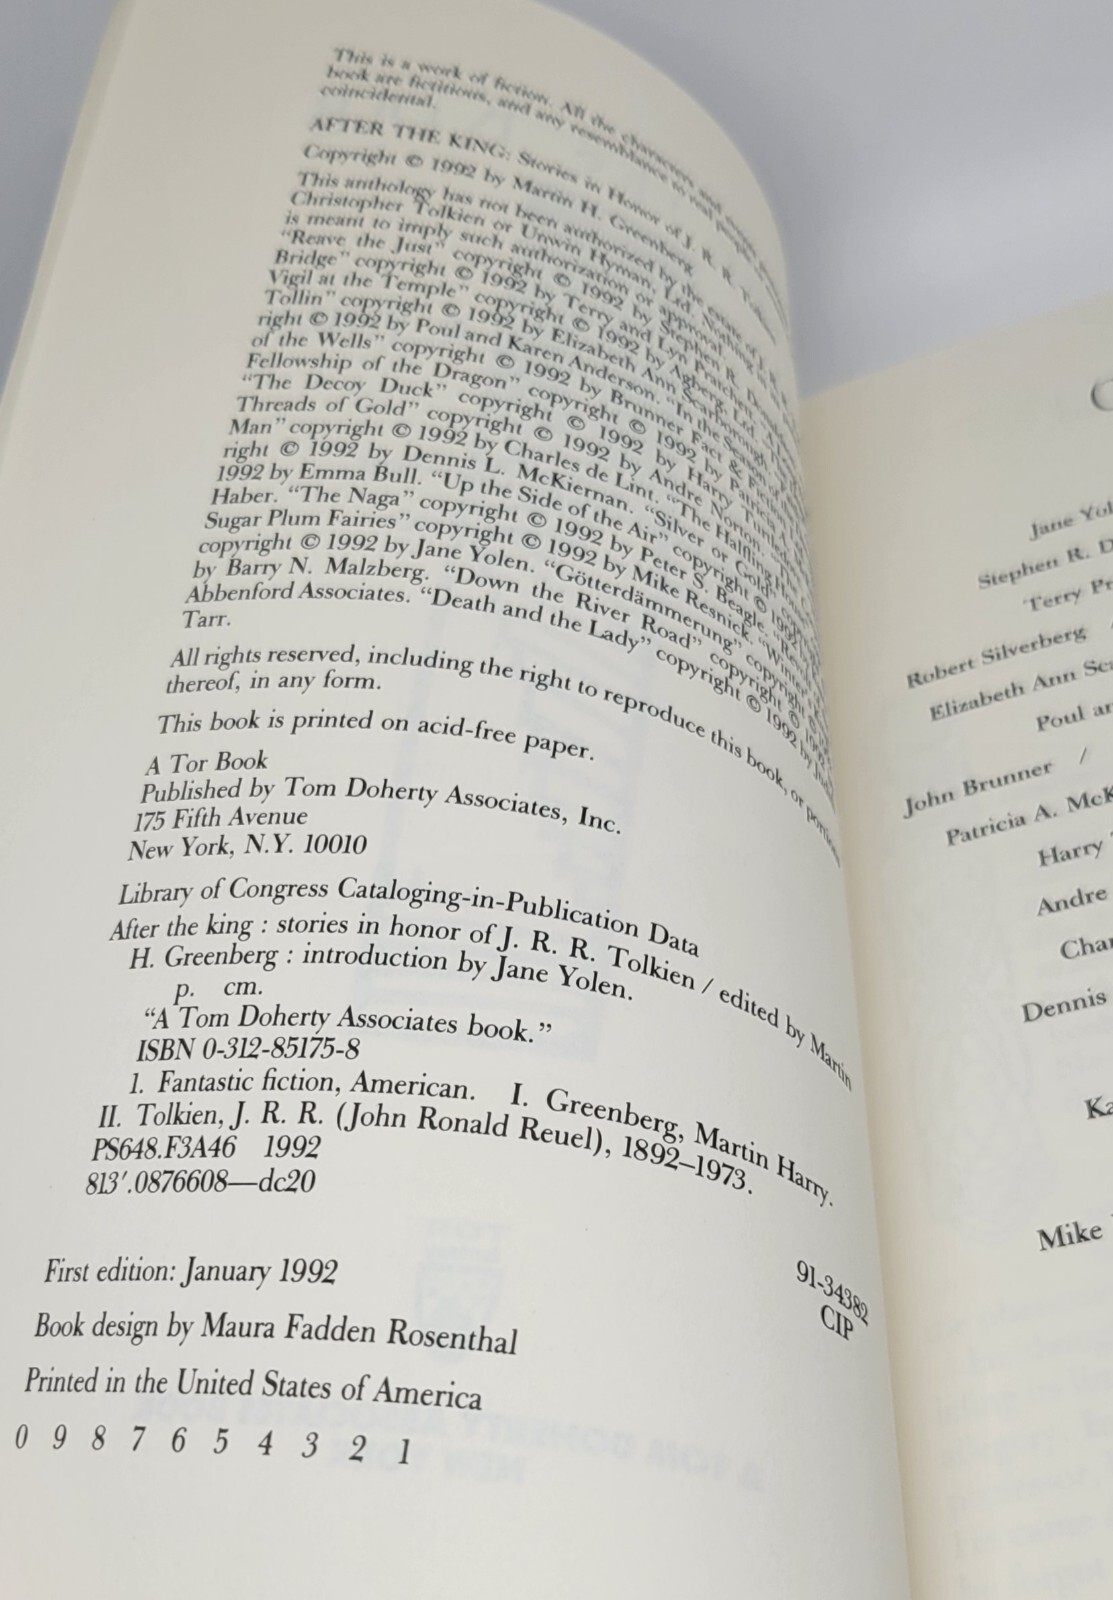 This is a work of fiction. All the characters and events
book are fictitious, and any resemblance to real people
coincidental.
AFTER THE KING: Stories in Honor of J. R. R. Tolkien
Copyright © 1992 by Martin H. Greenberg
This anthology has not been authorized by the estate of J. R.
Christopher Tolkien or Unwin Hyman, Ltd. Nothing in
is meant to imply such authorization or approval.
"Reave the Just" copyright © 1992 by Stephen R.
Bridge" copyright © 1992 by Terry and Lyn Pratchett.
Vigil at the Temple" copyright © 1992 by Agberg, Ltd.
Tollin" copyright © 1992 by Elizabeth Ann Scarborough.
right © 1992 by Poul and Karen Anderson. "In the Season of
of the Wells" copyright © 1992 by Brunner Fact & Fiction
Fellowship of the Dragon" copyright © 1992 by Patricia
"The Decoy Duck" copyright © 1992 by Harry Turtledove.
Threads of Gold" copyright © 1992 by Andre Norton.
Man" copyright © 1992 by Charles de Lint. "The Halfling House"
right © 1992 by Dennis L. McKiernan. "Silver or Gold"
1992 by Emma Bull. "Up the Side of the Air" copyright © 1992
Haber. "The Naga" copyright © 1992 by Peter S. Beagle.
Sugar Plum Fairies" copyright © 1992 by Mike Resnick. "Winter's
copyright © 1992 by Jane Yolen. "Götterdämmerung" copyright ©
by Barry N. Malzberg. "Down the River Road" copyright © 1992
Abbenford Associates. "Death and the Lady" copyright © 1992 by
Tarr.
All rights reserved, including the right to reproduce this book, or portions
thereof, in any form.
This book is printed on acid-free paper.
A Tor Book
Published by Tom Doherty Associates, Inc.
175 Fifth Avenue
New York, N.Y. 10010
Library of Congress Cataloging-in-Publication Data
After the king : stories in honor of J. R. R. Tolkien / edited by Martin
H. Greenberg : introduction by Jane Yolen.
p. cm.
"A Tom Doherty Associates book."
ISBN 0-312-85175-8
1. Fantastic fiction, American. I. Greenberg, Martin Harry.
II. Tolkien, J. R. R. (John Ronald Reuel), 1892–1973.
PS648.F3A46 1992
813'.0876608—dc20
91-34382
CIP
First edition: January 1992
Book design by Maura Fadden Rosenthal
Printed in the United States of America
0 9 8 7 6 5 4 3 2 1
C
Jane Yol
Stephen R. D
Terry Pr
Robert Silverberg /
Elizabeth Ann Sca
Poul an
John Brunner /
Patricia A. McK
Harry
Andre
Char
Dennis
Ka
Mike